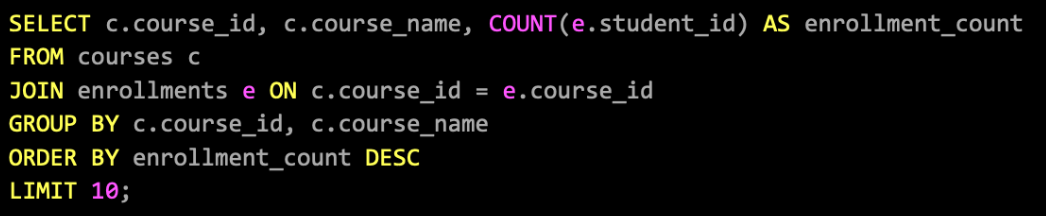 SELECT c.course_id, c.course_name, COUNT(e.student_id) AS enrollment_count
FROM courses c
JOIN enrollments e ON c.course_id = e.course_id
GROUP BY c.course_id, c.course_name
ORDER BY enrollment_count DESC
LIMIT 10;